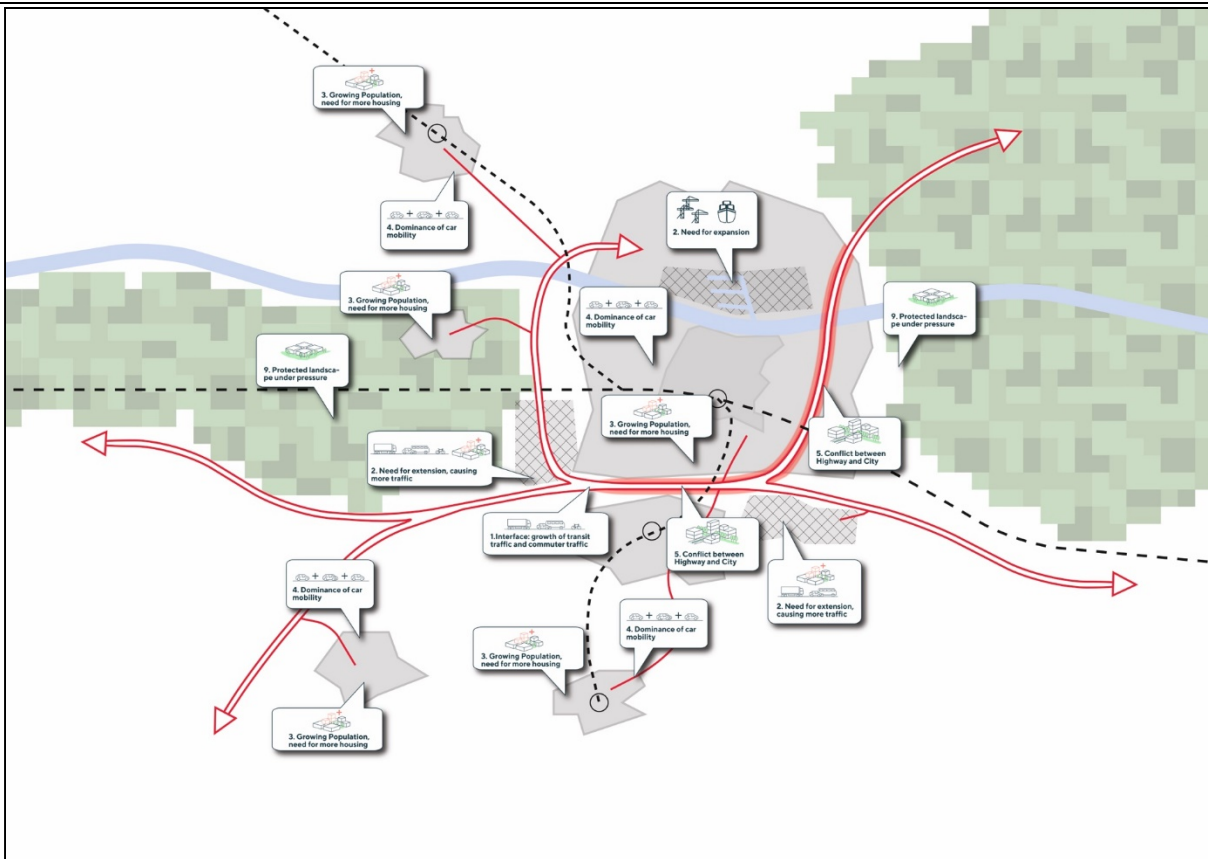 3. Growing Population,
need for more housing
4. Dominance of car
mobility
2. Need for expansion
3. Growing Population,
need for more housing
4. Dominance of car
mobility
9. Protected landsca-
pe under pressure
9. Protected landsca-
pe under pressure
3. Growing Population,
need for more housing
2. Need for extension, causing
more traffic
5. Conflict between
Highway and City
1.Interface: growth of transit
traffic and commuter traffic
5. Conflict between
Highway and City
4. Dominance of car
mobility
2. Need for extension,
causing more traffic
4. Dominance of car
mobility
3. Growing Population,
need for more housing
3. Growing Population,
need for more housing